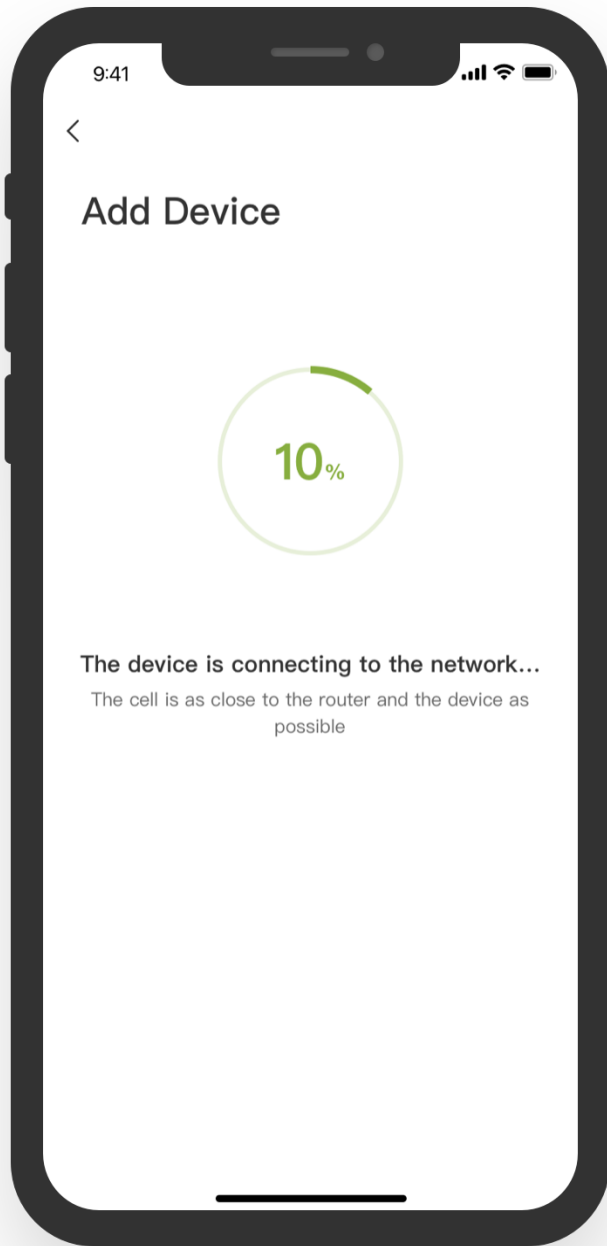 9:41
Add Device
10%
The device is connecting to the network...
The cell is as close to the router and the device as
possible